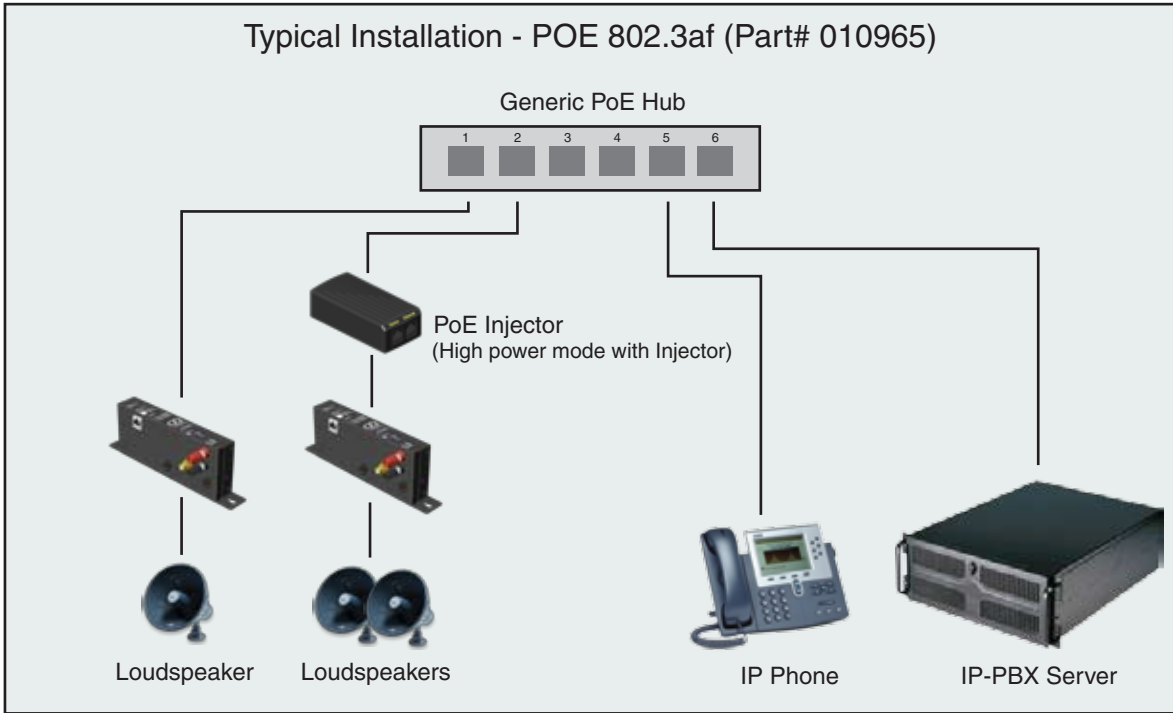 Typical Installation - POE 802.3af (Part# 010965)
Generic PoE Hub
1 2 3 4 5 6
PoE Injector
(High power mode with Injector)
Loudspeaker
Loudspeakers
IP Phone
IP-PBX Server